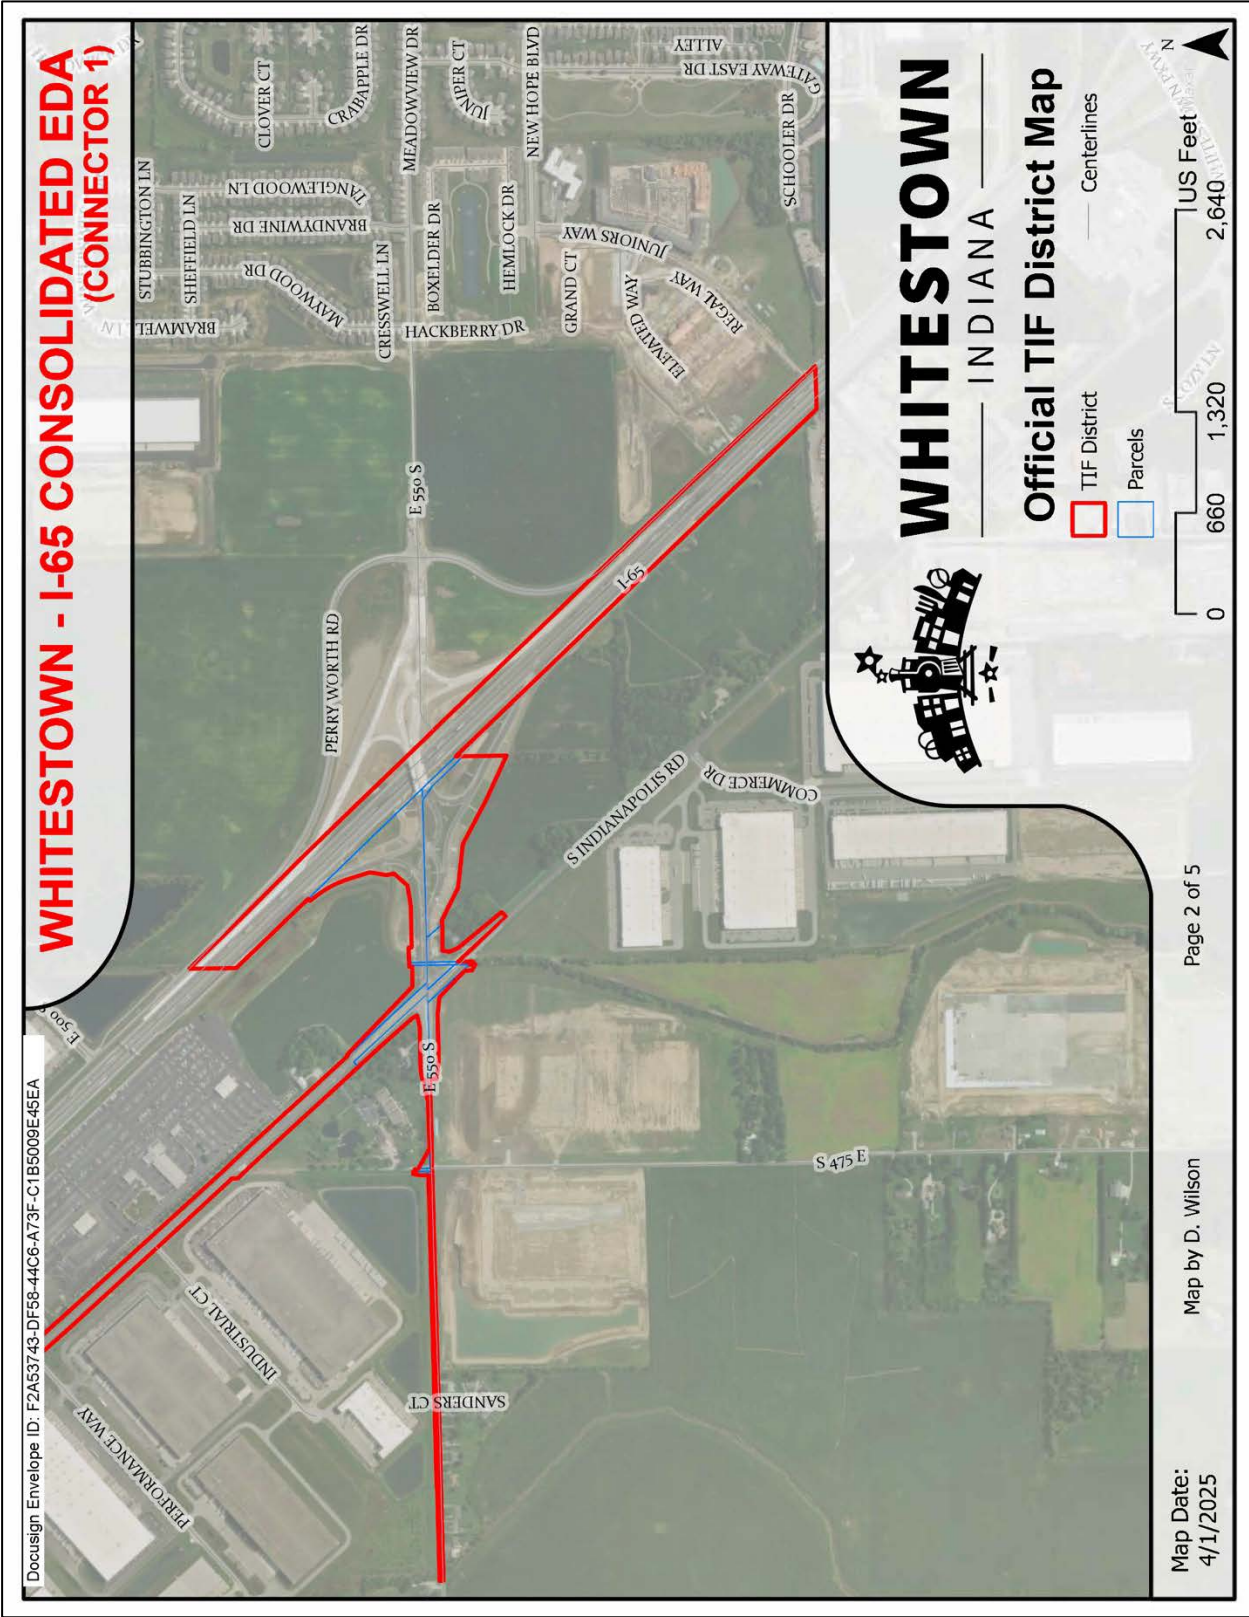 Docusign Envelope ID: F2A53743-DF58-44C6-A73F-C1B5009E45EA
WHITESTOWN - I-65 CONSOLIDATED EDA
(CONNECTOR 1)
E 500
PERFORMANCE WAY
INDUSTRIAL CT
SANDERS CT
E 550 S
S 475 E
PERRY WORTH RD
E 550 S
I-65
S INDIANAPOLIS RD
COMMERCE DR
BRAMWELL LN
STUBBINGTON LN
SHEFFIELD LN
MAYWOOD DR
BRANDYWINE DR
TANGLEWOOD LN
CLOVER CT
CRABAPPLE DR
CRESSWELL LN
MEADOWVIEW DR
BOXELDER DR
HACKBERRY DR
JUNIPER CT
HEMLOCK DR
NEW HOPE BLVD
GRAND CT
JUNIORS WAY
ELEVATED WAY
REGAL WAY
ALLEY
GATEWAY EAST DR
SCHOOLER DR
S COZY LN
WHITESTOWN
INDIANA
Official TIF District Map
TIF District
Parcels
Centerlines
0 660 1,320 2,640
US Feet
N
Map Date:
4/1/2025
Map by D. Wilson
Page 2 of 5